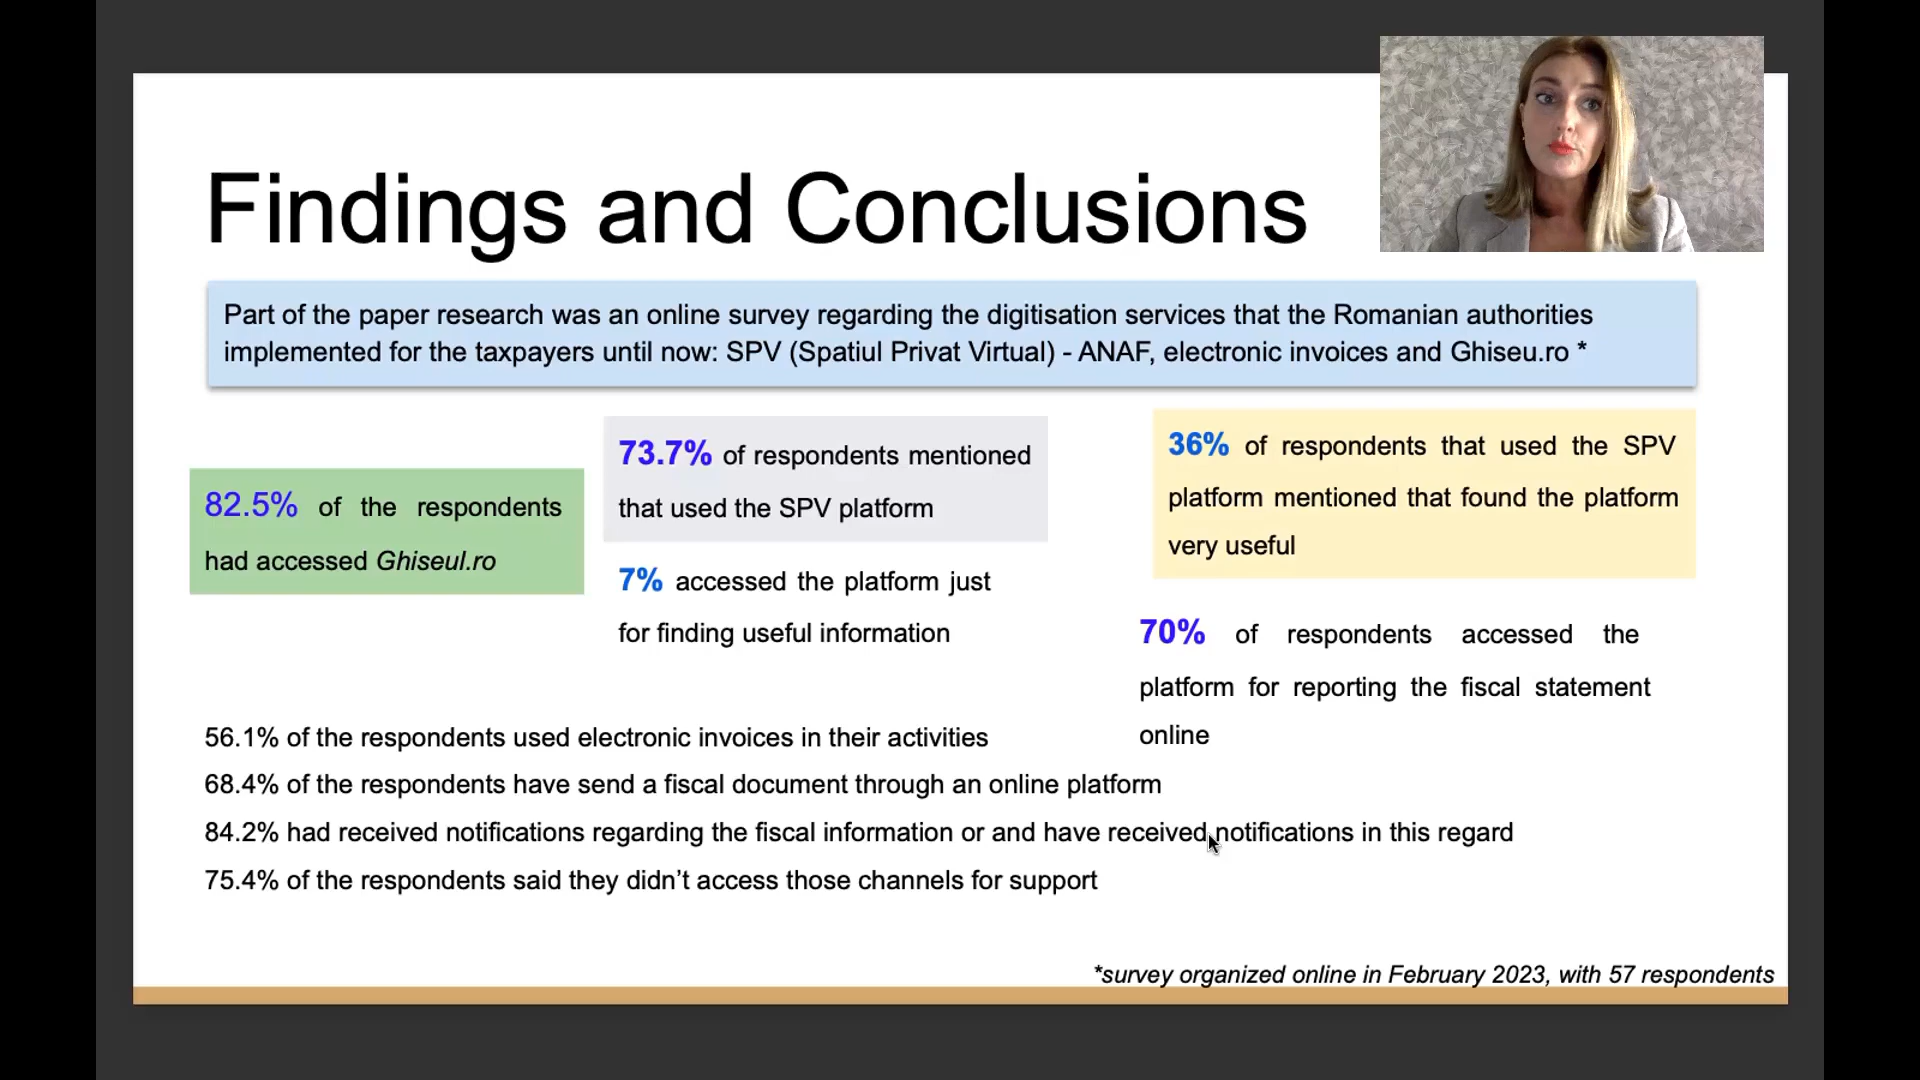 Findings and Conclusions
Part of the paper research was an online survey regarding the digitisation services that the Romanian authorities
implemented for the taxpayers until now: SPV (Spatiul Privat Virtual) - ANAF, electronic invoices and Ghiseu.ro *
82.5% of the respondents
had accessed Ghiseul.ro
73.7% of respondents mentioned
that used the SPV platform
7% accessed the platform just
for finding useful information
36% of respondents that used the SPV
platform mentioned that found the platform
very useful
70% of respondents accessed the
platform for reporting the fiscal statement
online
56.1% of the respondents used electronic invoices in their activities
68.4% of the respondents have send a fiscal document through an online platform
84.2% had received notifications regarding the fiscal information or and have received notifications in this regard
75.4% of the respondents said they didn’t access those channels for support
*survey organized online in February 2023, with 57 respondents